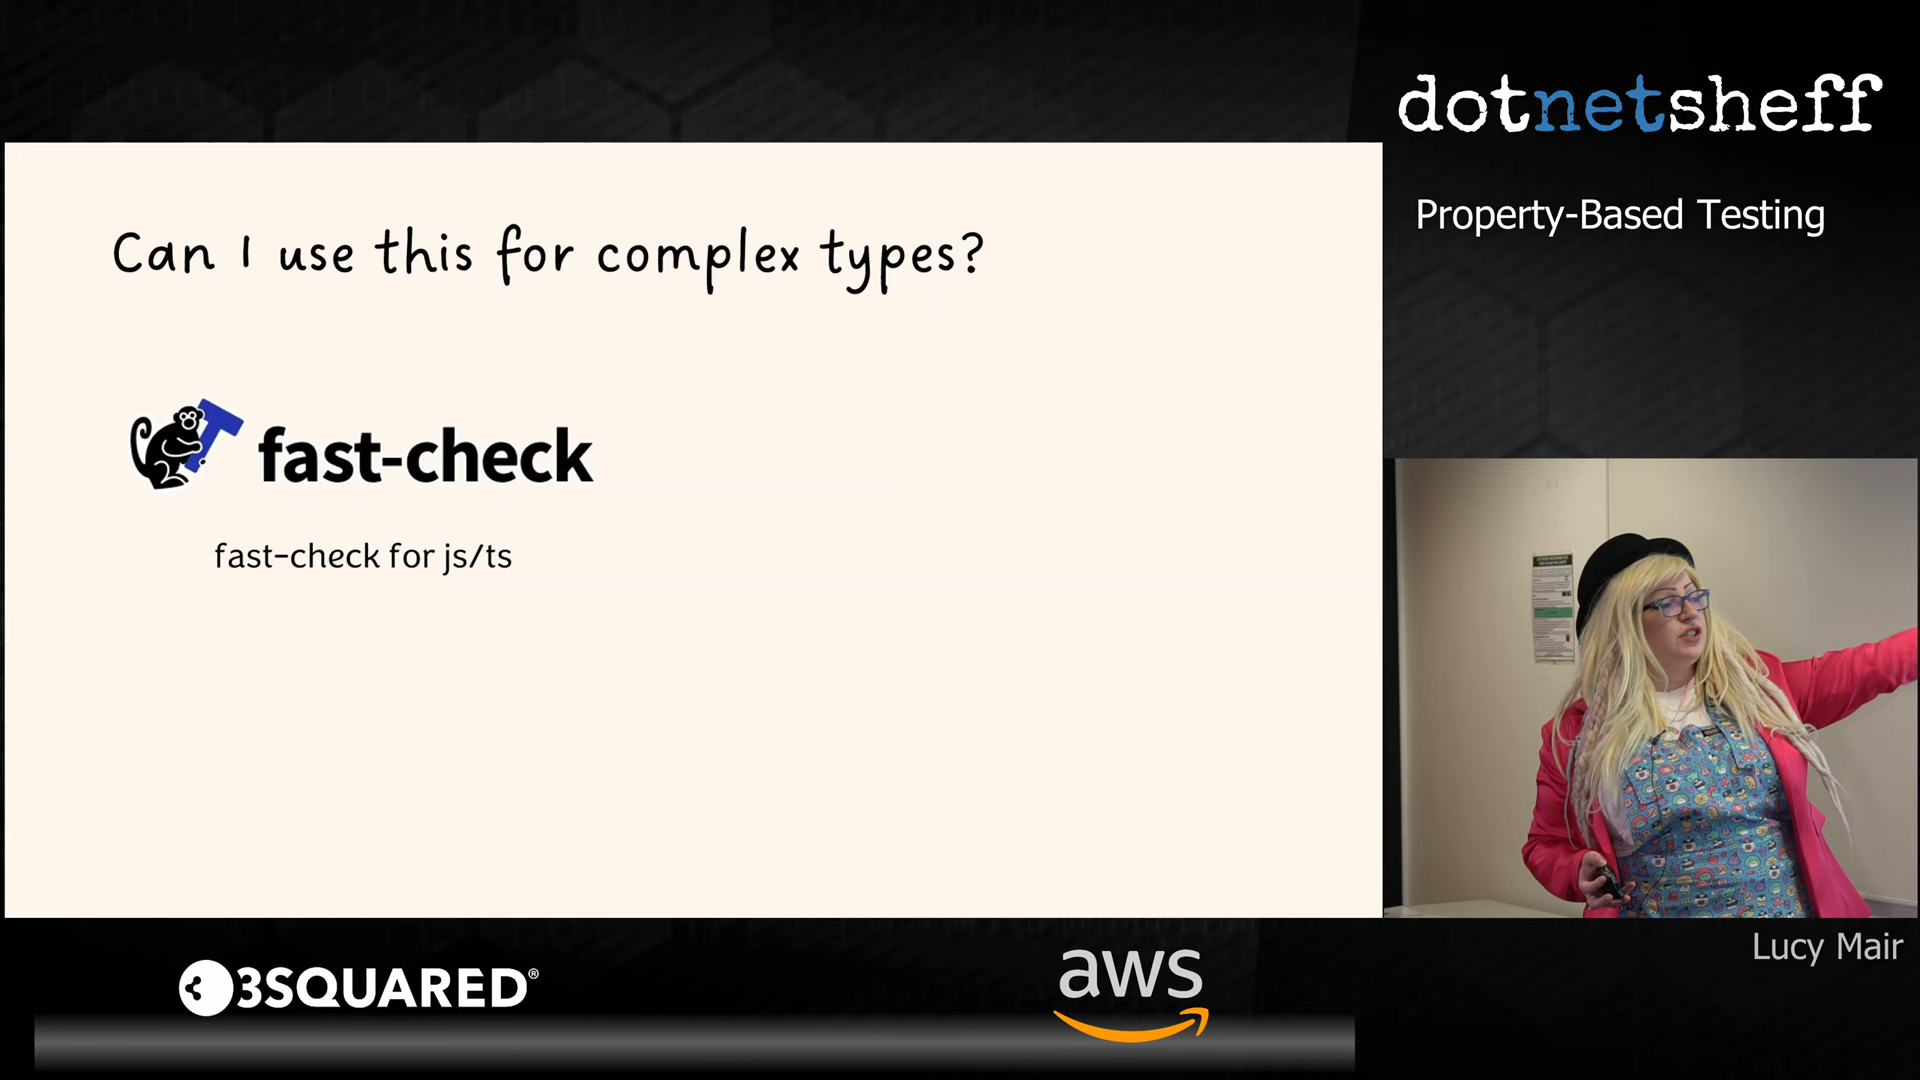 dotnetsheff
Property-Based Testing
Can I use this for complex types?
fast-check
fast-check for js/ts
Lucy Mair
3SQUARED®
aws